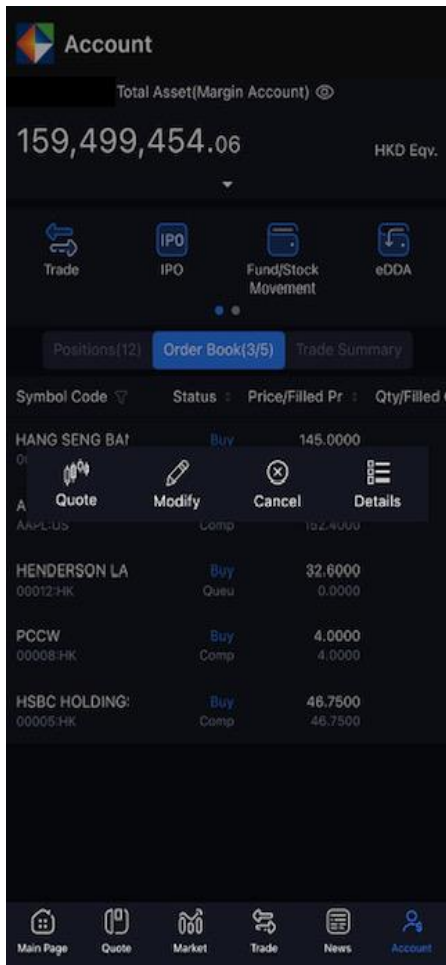 Account
Total Asset(Margin Account)
159,499,454.06
HKD Eqv.
Trade
IPO
IPO
Fund/Stock
Movement
eDDA
Positions(12) Order Book(3/5) Trade Summary
Symbol Code Status Price/Filled Pr Qty/Filled
HANG SENG BAI Buy 145.0000
Quote Modify Cancel Details
AAPL:US Comp 152.4000
HENDERSON LA Buy 32.6000
00012:HK Queu 0.0000
PCCW Buy 4.0000
00008:HK Comp 4.0000
HSBC HOLDING: Buy 46.7500
00005:HK Comp 46.7500
Main Page Quote Market Trade News Account